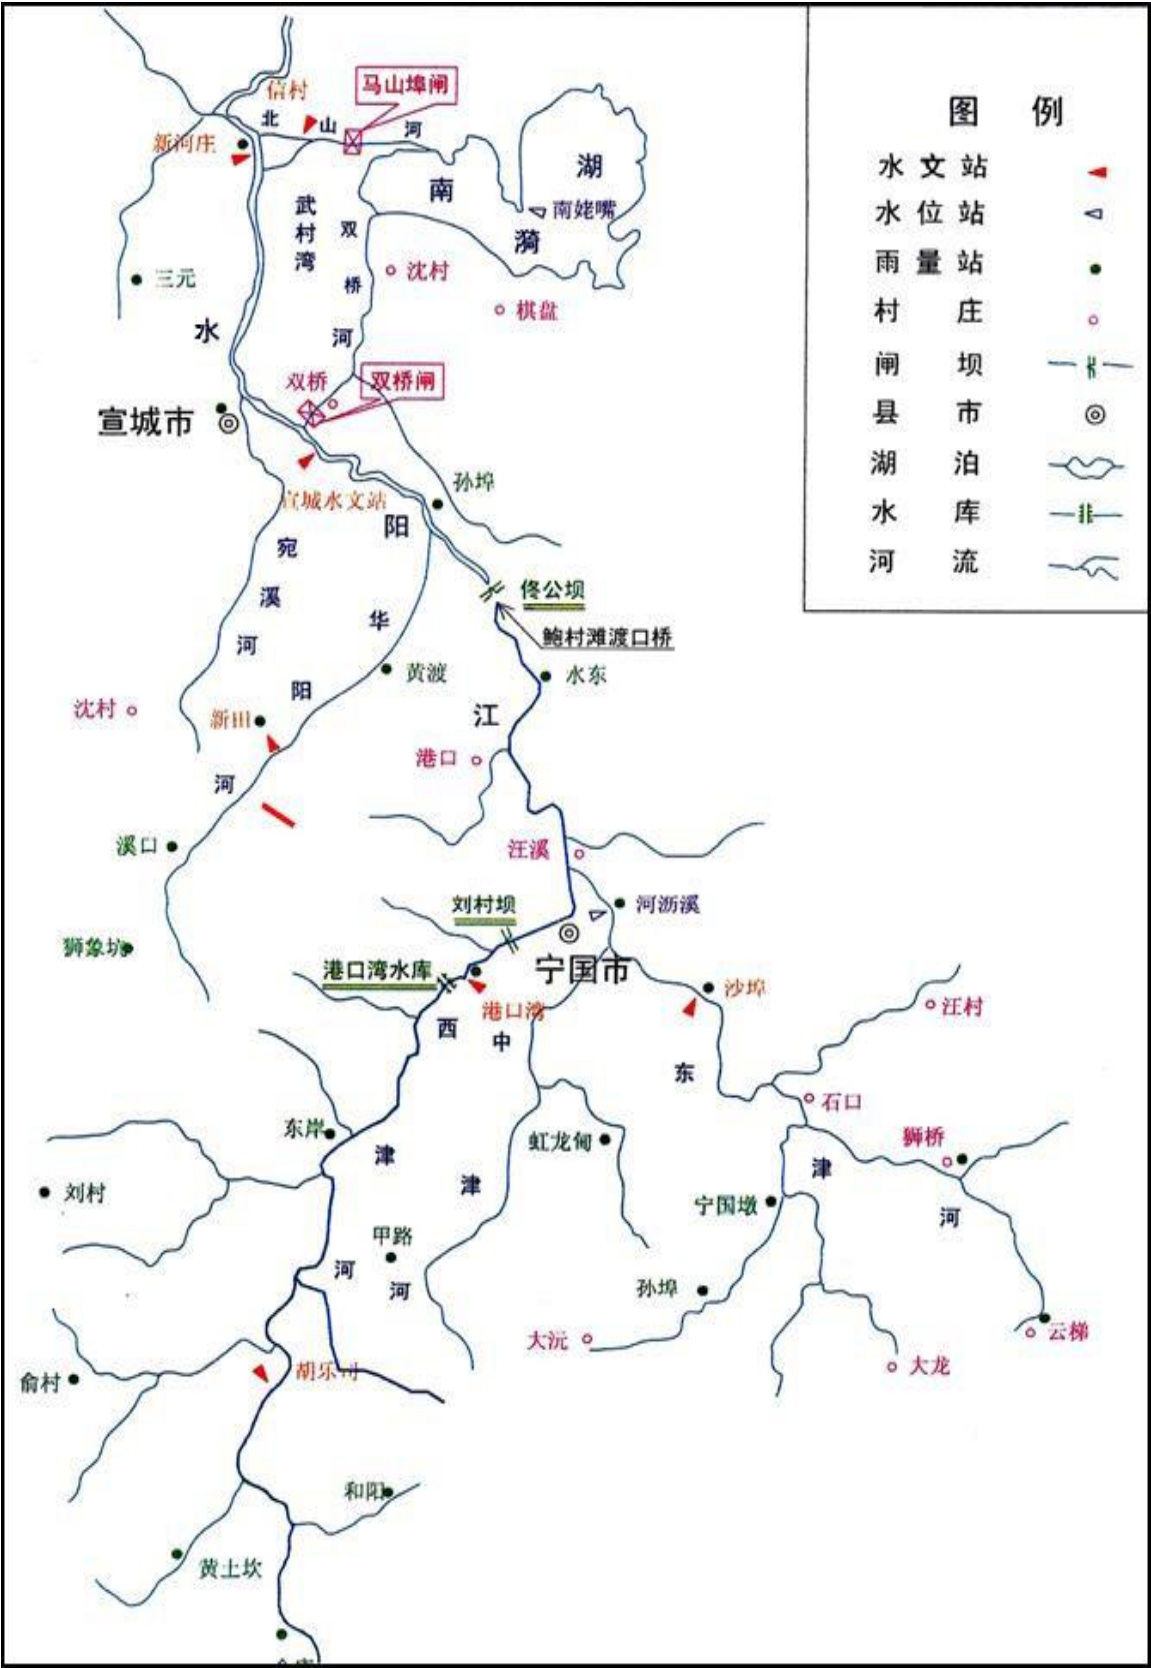 图 例
水文站
水位站
雨量站
村 庄
闸 坝
县 市
湖 泊
水 库
河 流
信村
马山埠闸
北山河
新河庄
南漪湖
南姥嘴
武村湾
双桥河
沈村
棋盘
三元
水阳江
双桥
双桥闸
宣城市
宣城水文站
孙埠
宛溪河
佟公坝
鲍村滩渡口桥
华阳河
黄渡
水东
沈村
新田
港口
溪口
汪溪
刘村坝
河沥溪
狮象坑
港口湾水库
宁国市
港口湾
沙埠
汪村
西津河
中津河
东津河
石口
狮桥
东岸
虹龙甸
刘村
宁国墩
甲路
孙埠
大沅
云梯
大龙
俞村
胡乐司
和阳
黄土坎